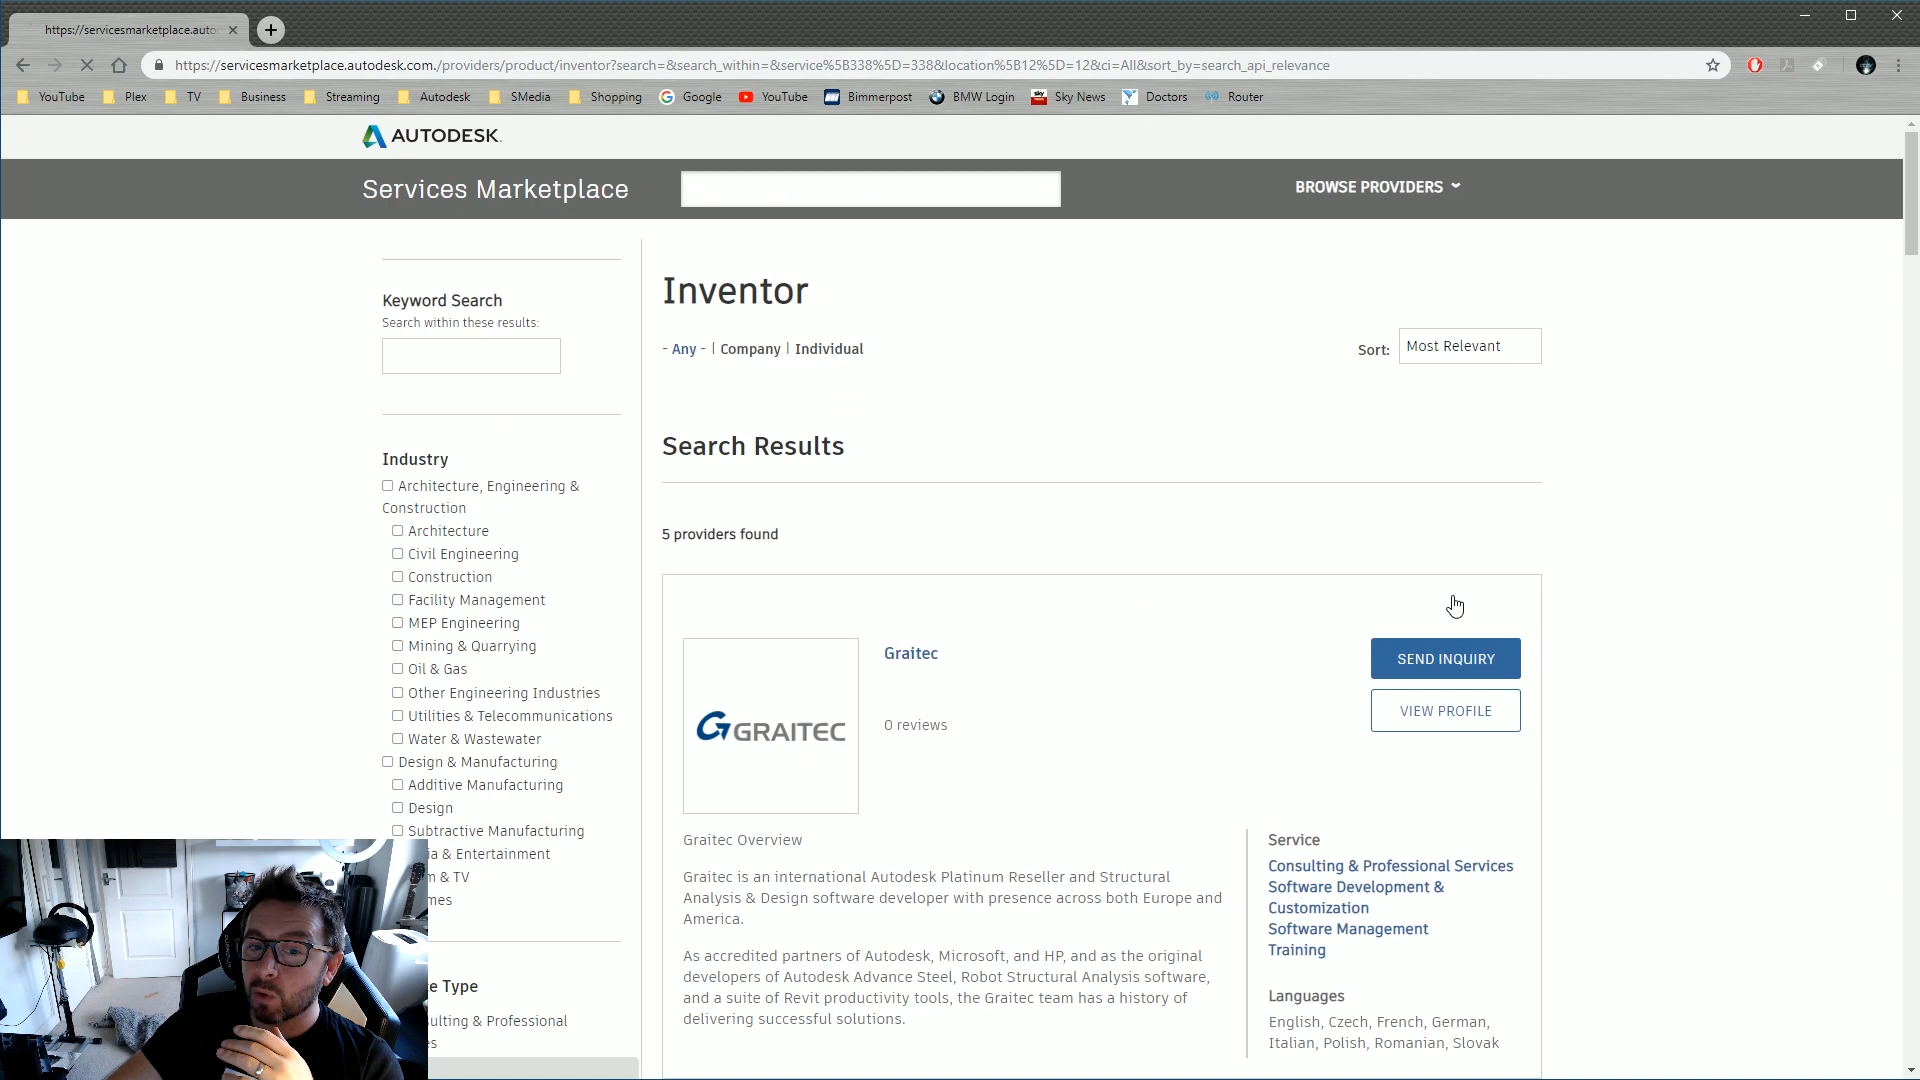 https://servicesmarketplace.auto
https://servicesmarketplace.autodesk.com./providers/product/inventor?search=&search_within=&service%5B338%5D=338&location%5B12%5D=12&ci=All&sort_by=search_api_relevance
YouTube Plex TV Business Streaming Autodesk SMedia Shopping Google YouTube Bimmerpost BMW Login Sky News Doctors Router
AUTODESK.
Services Marketplace
BROWSE PROVIDERS
Keyword Search
Search within these results:
Industry
Architecture, Engineering &
Construction
Architecture
Civil Engineering
Construction
Facility Management
MEP Engineering
Mining & Quarrying
Oil & Gas
Other Engineering Industries
Utilities & Telecommunications
Water & Wastewater
Design & Manufacturing
Additive Manufacturing
Design
Subtractive Manufacturing
ia & Entertainment
m & TV
mes
e Type
ulting & Professional
es
Inventor
- Any - | Company | Individual
Sort: Most Relevant
Search Results
5 providers found
GRAITEC
Graitec
0 reviews
SEND INQUIRY
VIEW PROFILE
Graitec Overview
Graitec is an international Autodesk Platinum Reseller and Structural
Analysis & Design software developer with presence across both Europe and
America.
As accredited partners of Autodesk, Microsoft, and HP, and as the original
developers of Autodesk Advance Steel, Robot Structural Analysis software,
and a suite of Revit productivity tools, the Graitec team has a history of
delivering successful solutions.
Service
Consulting & Professional Services
Software Development &
Customization
Software Management
Training
Languages
English, Czech, French, German,
Italian, Polish, Romanian, Slovak